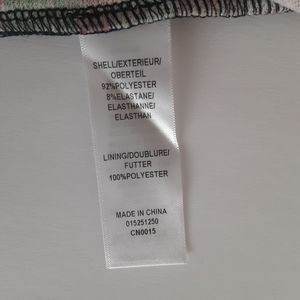 SHELL/EXTERIEUR/
OBERTEIL
92%POLYESTER
8%ELASTANE/
ELASTHANNE/
ELASTHAN
LINING/DOUBLURE/
FUTTER
100%POLYESTER
MADE IN CHINA
015251250
CN0015